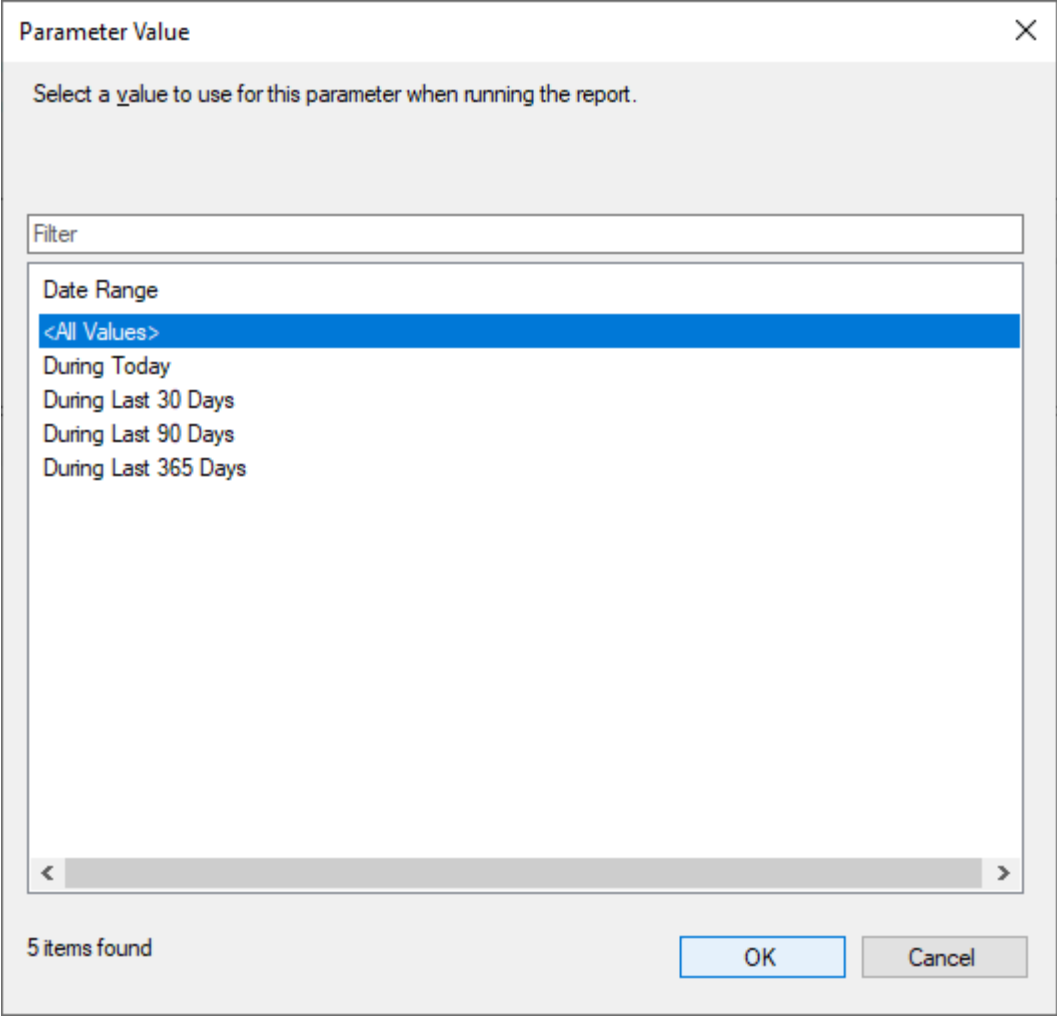 Parameter Value
Select a value to use for this parameter when running the report.
Filter
Date Range
<All Values>
During Today
During Last 30 Days
During Last 90 Days
During Last 365 Days
5 items found
OK
Cancel